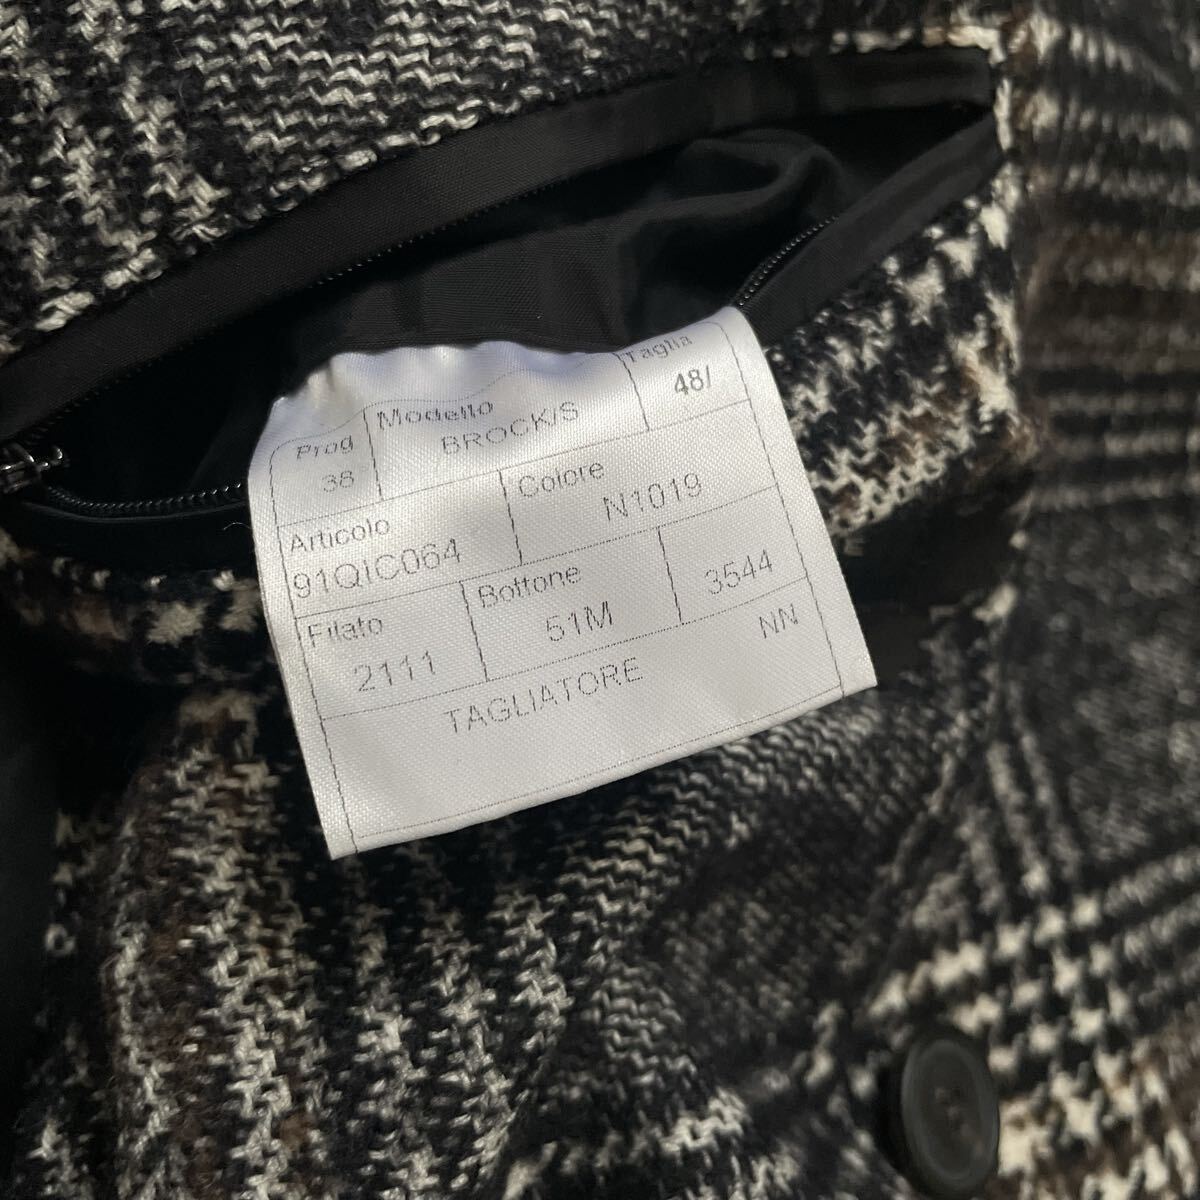 Prog Modello Taglia
38 BROCK/S 48/
Articolo Colore
91QIC064 N1019
Filato Bottone
2111 51M 3544
TAGLIATORE NN